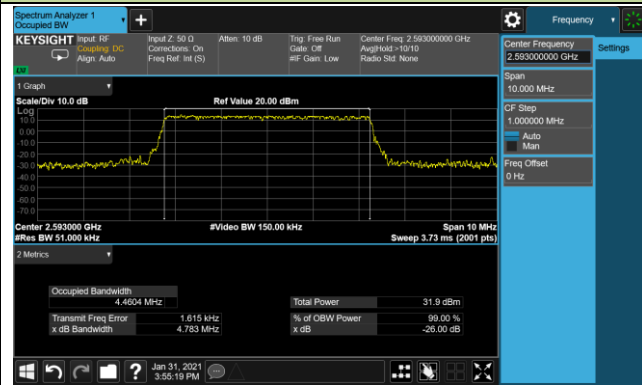 Spectrum Analyzer 1
Occupied BW
+
Frequency
KEYSIGHT
Input: RF
Coupling: DC
Align: Auto
Input Z: 50 Ω
Corrections: On
Freq Ref: Int (S)
Atten: 10 dB
Trig: Free Run
Gate: Off
#IF Gain: Low
Center Freq: 2.593000000 GHz
Avg|Hold:>10/10
Radio Std: None
LXI
1 Graph
Scale/Div 10.0 dB
Ref Value 20.00 dBm
Log
10.0
0.00
-10.0
-20.0
-30.0
-40.0
-50.0
-60.0
-70.0
Center 2.593000 GHz
#Video BW 150.00 kHz
Span 10 MHz
#Res BW 51.000 kHz
Sweep 3.73 ms (2001 pts)
2 Metrics
Occupied Bandwidth
4.4604 MHz
Total Power
31.9 dBm
Transmit Freq Error
1.615 kHz
% of OBW Power
99.00 %
x dB Bandwidth
4.783 MHz
x dB
-26.00 dB
Center Frequency
2.593000000 GHz
Settings
Span
10.000 MHz
CF Step
1.000000 MHz
Auto
Man
Freq Offset
0 Hz
?
Jan 31, 2021
3:55:19 PM